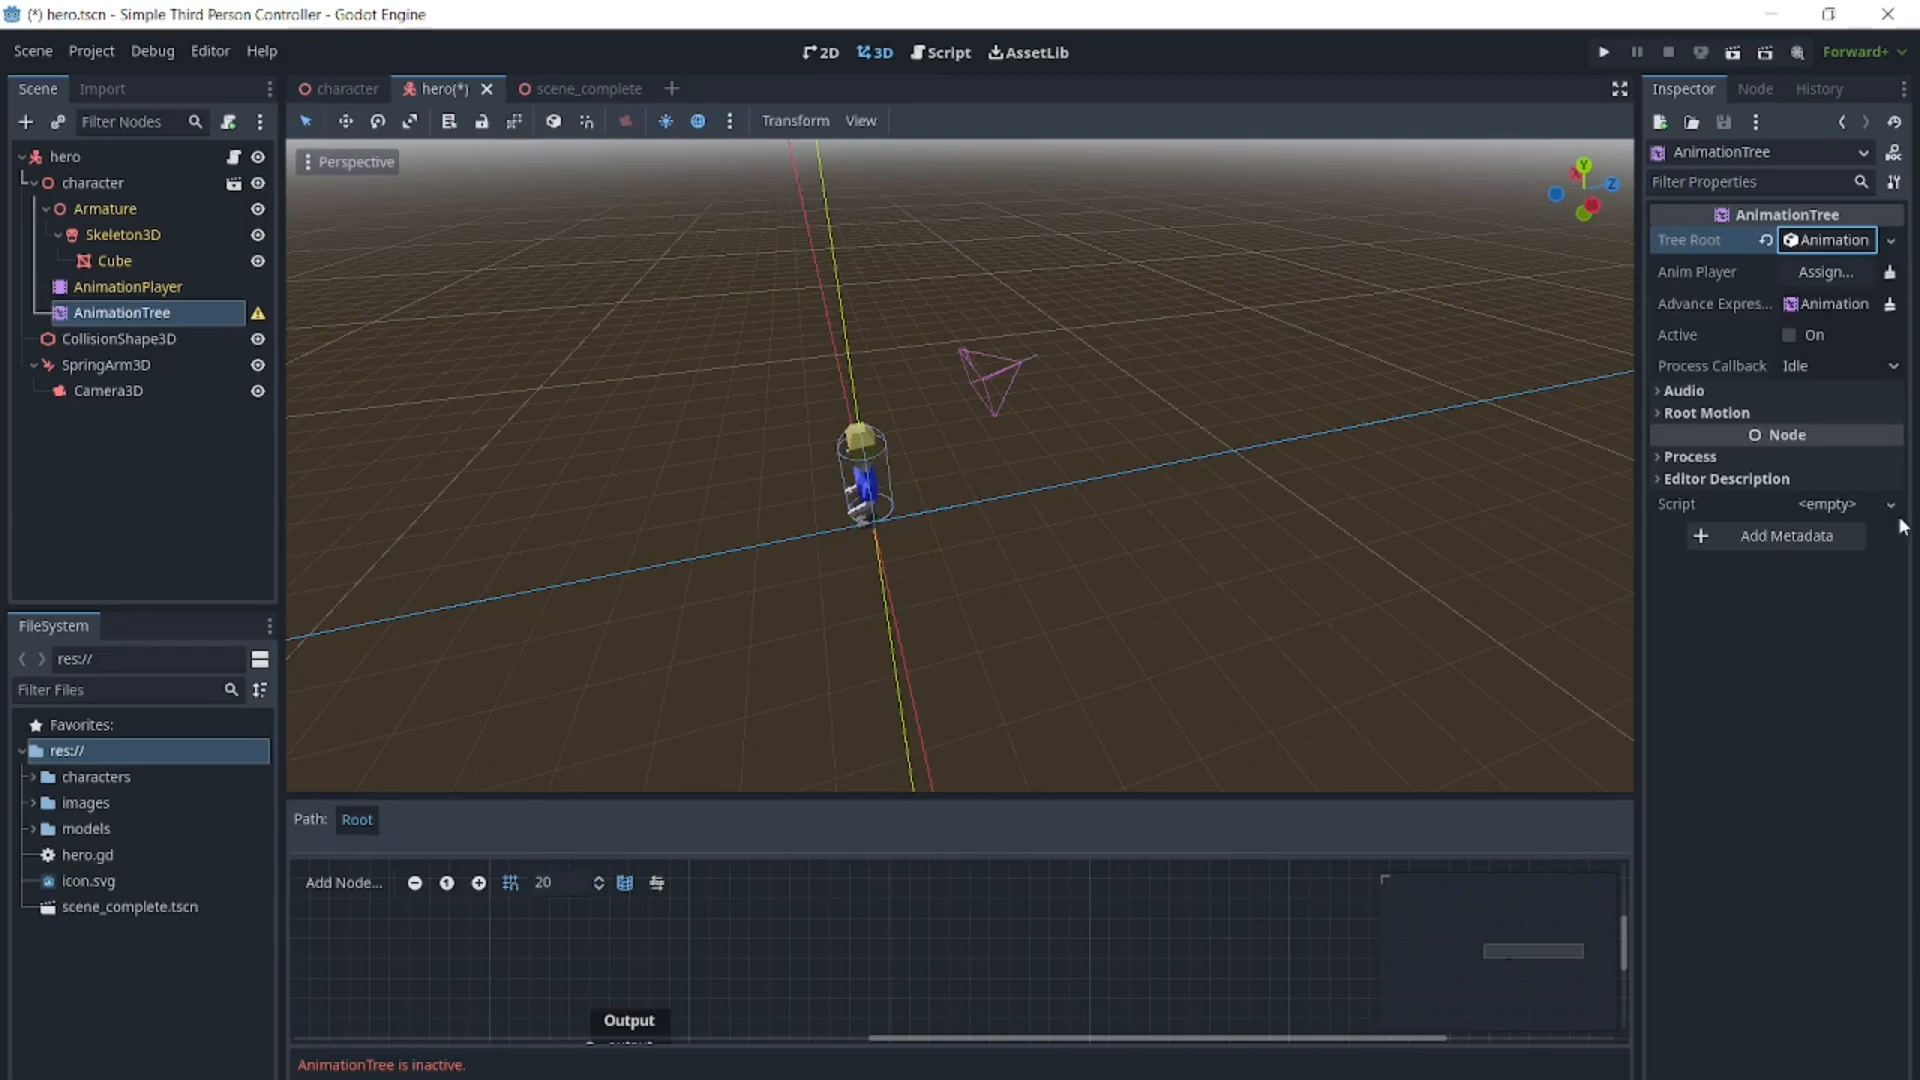 (*) hero.tscn - Simple Third Person Controller - Godot Engine
Scene Project Debug Editor Help
2D 3D Script AssetLib
Forward+
Scene Import
Filter Nodes
hero
character
Armature
Skeleton3D
Cube
AnimationPlayer
AnimationTree
CollisionShape3D
SpringArm3D
Camera3D
FileSystem
res://
Filter Files
Favorites:
res://
characters
images
models
hero.gd
icon.svg
scene_complete.tscn
character hero(*) scene_complete
Transform View
Perspective
Y
X
Z
Path: Root
Add Node... 20
Output
AnimationTree is inactive.
Inspector Node History
AnimationTree
Filter Properties
AnimationTree
Tree Root Animation
Anim Player Assign...
Advance Expres... Animation
Active On
Process Callback Idle
Audio
Root Motion
Node
Process
Editor Description
Script <empty>
Add Metadata